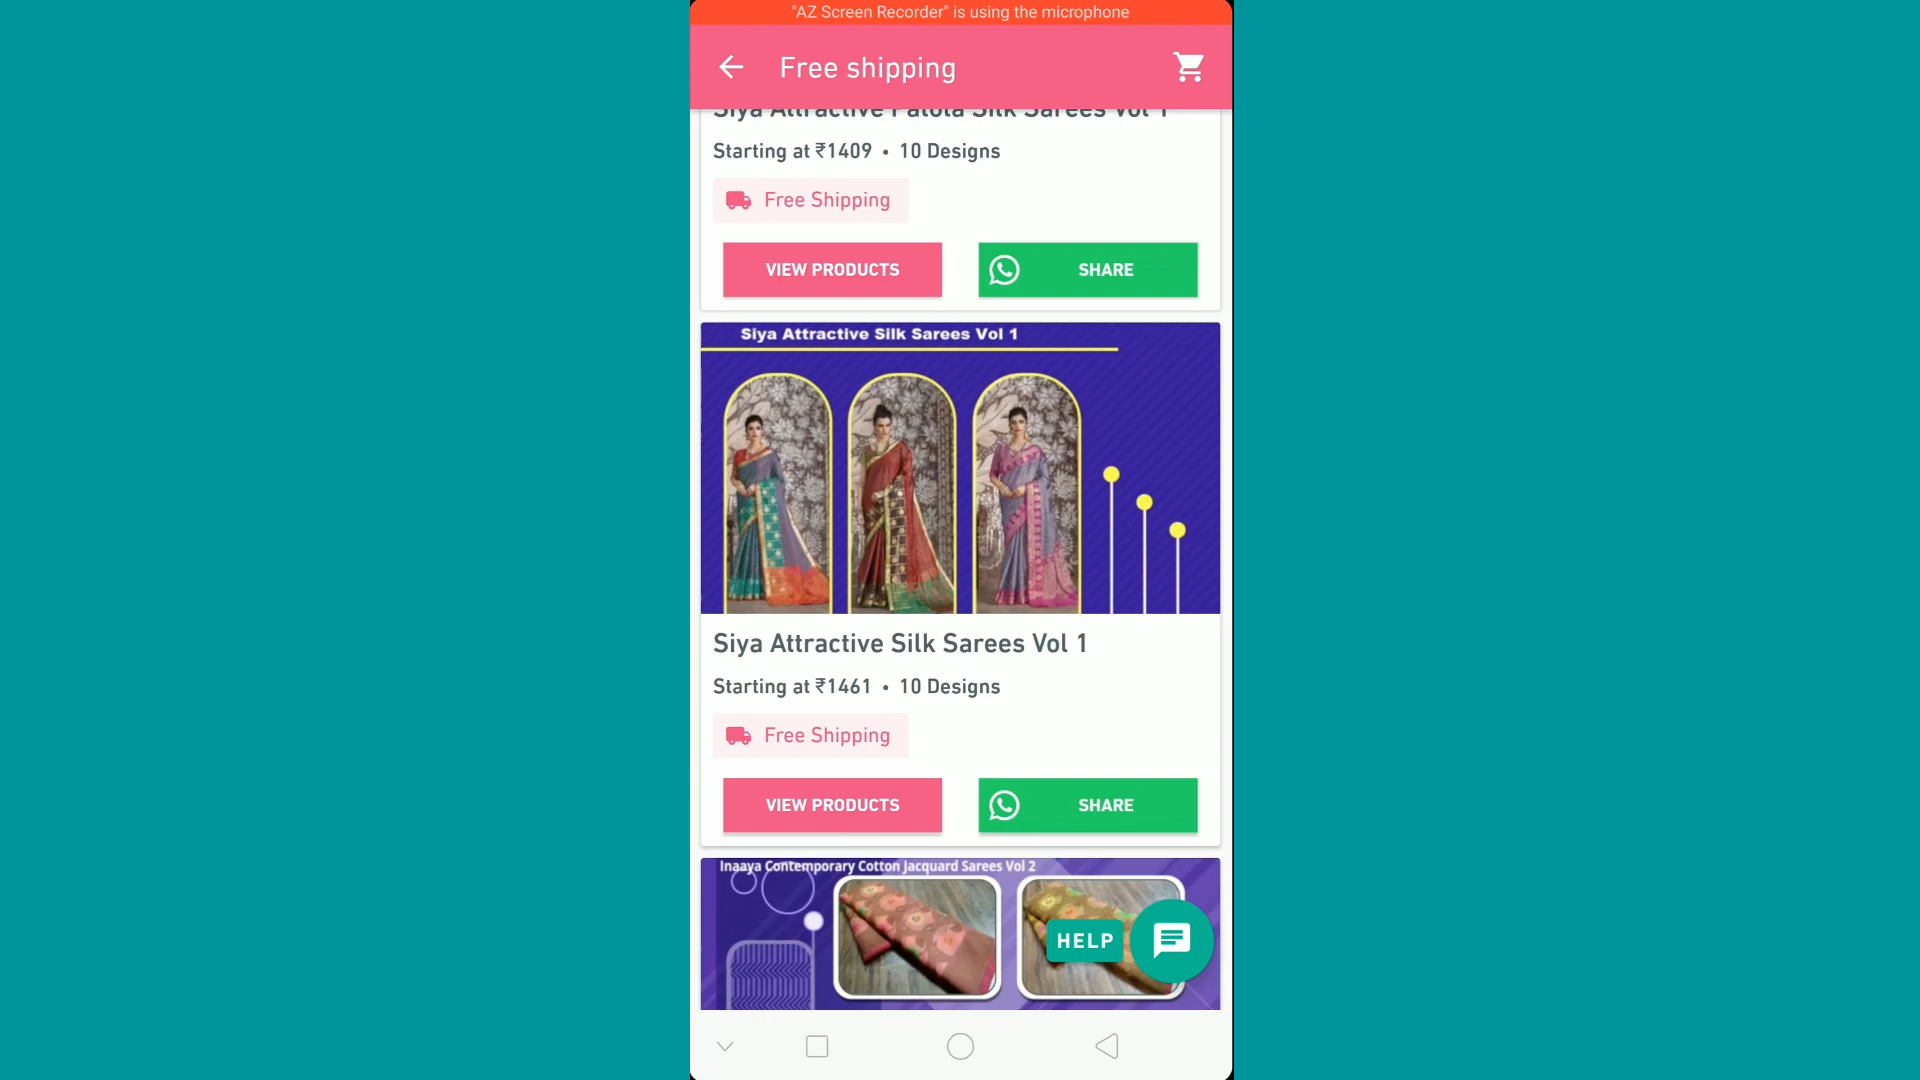 "AZ Screen Recorder" is using the microphone
Free shipping
Siya Attractive Patola Silk Sarees Vol 1
Starting at ₹1409 • 10 Designs
Free Shipping
VIEW PRODUCTS
SHARE
Siya Attractive Silk Sarees Vol 1
Siya Attractive Silk Sarees Vol 1
Starting at ₹1461 • 10 Designs
Free Shipping
VIEW PRODUCTS
SHARE
Inaaya Contemporary Cotton Jacquard Sarees Vol 2
HELP